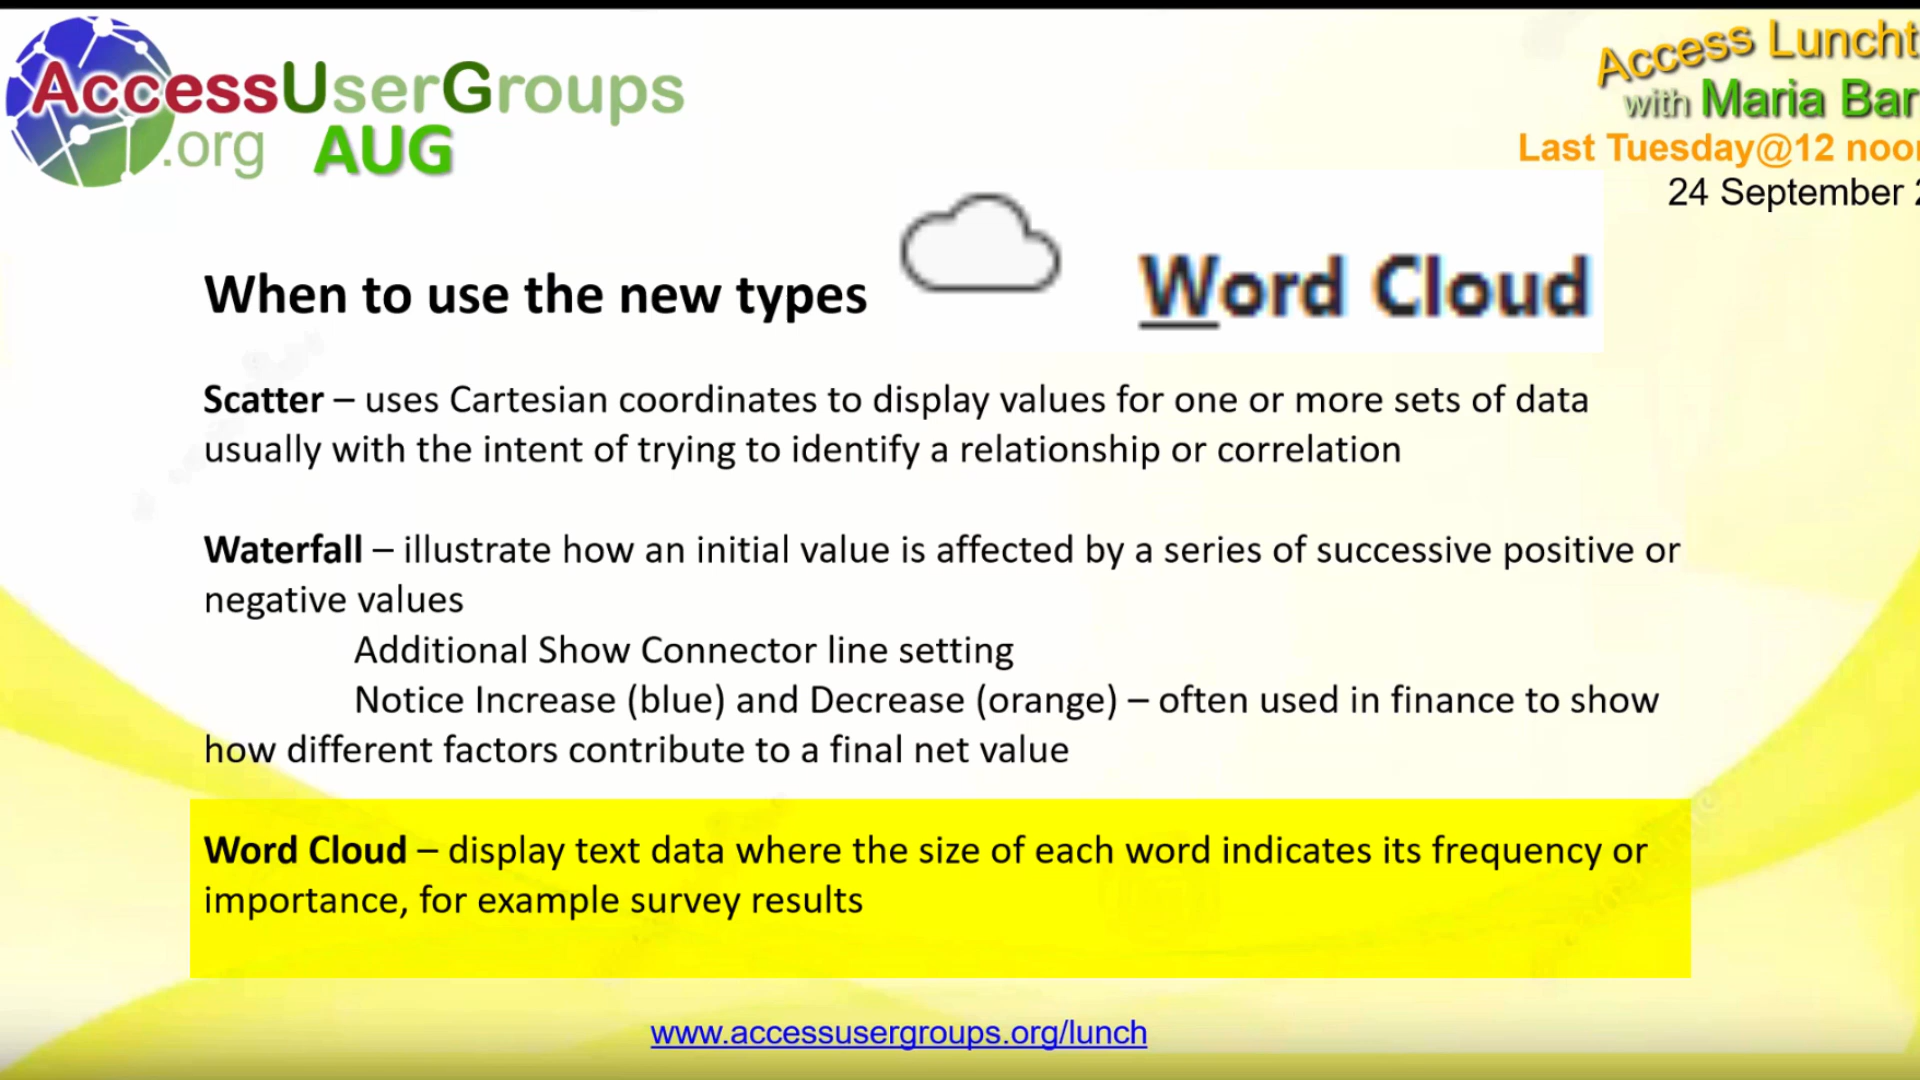 AccessUserGroups
.org AUG
Access Luncht
with Maria Bar
Last Tuesday@12 noon
24 September 2
When to use the new types
Word Cloud
Scatter – uses Cartesian coordinates to display values for one or more sets of data
usually with the intent of trying to identify a relationship or correlation
Waterfall – illustrate how an initial value is affected by a series of successive positive or
negative values
Additional Show Connector line setting
Notice Increase (blue) and Decrease (orange) – often used in finance to show
how different factors contribute to a final net value
Word Cloud – display text data where the size of each word indicates its frequency or
importance, for example survey results
www.accessusergroups.org/lunch